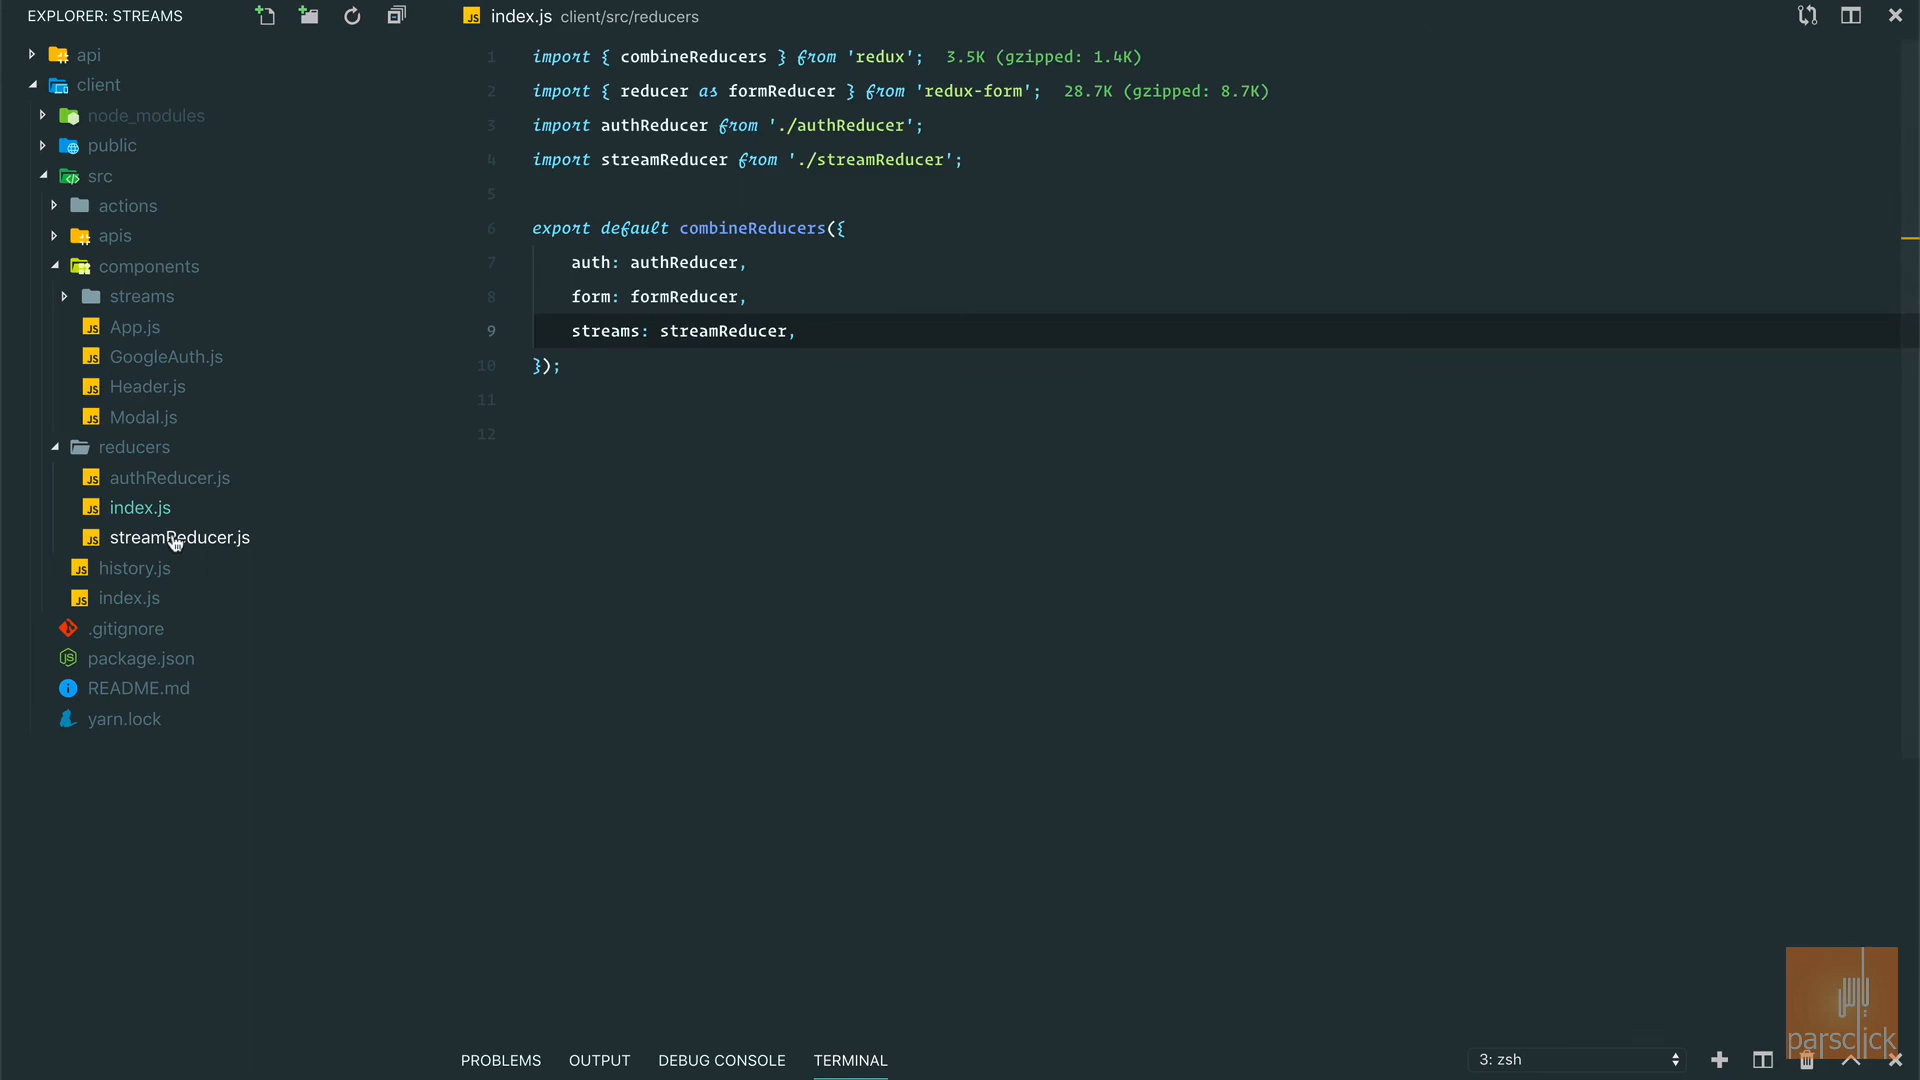 EXPLORER: STREAMS
api
client
node_modules
public
src
actions
apis
components
streams
App.js
GoogleAuth.js
Header.js
Modal.js
reducers
authReducer.js
index.js
streamReducer.js
history.js
index.js
.gitignore
package.json
README.md
yarn.lock
index.js client/src/reducers
1 import { combineReducers } from 'redux'; 3.5K (gzipped: 1.4K)
2 import { reducer as formReducer } from 'redux-form'; 28.7K (gzipped: 8.7K)
3 import authReducer from './authReducer';
4 import streamReducer from './streamReducer';
5
6 export default combineReducers({
7 auth: authReducer,
8 form: formReducer,
9 streams: streamReducer,
10 });
11
12
PROBLEMS OUTPUT DEBUG CONSOLE TERMINAL 3: zsh
parsclick